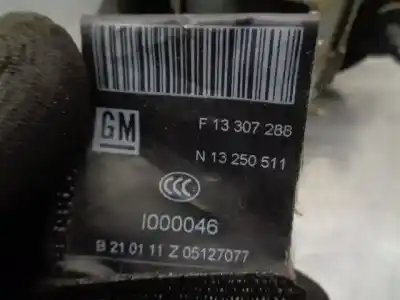 GM
F 13 307 288
N 13 250 511
CCC
I000046
B 21 01 11 Z 05127077